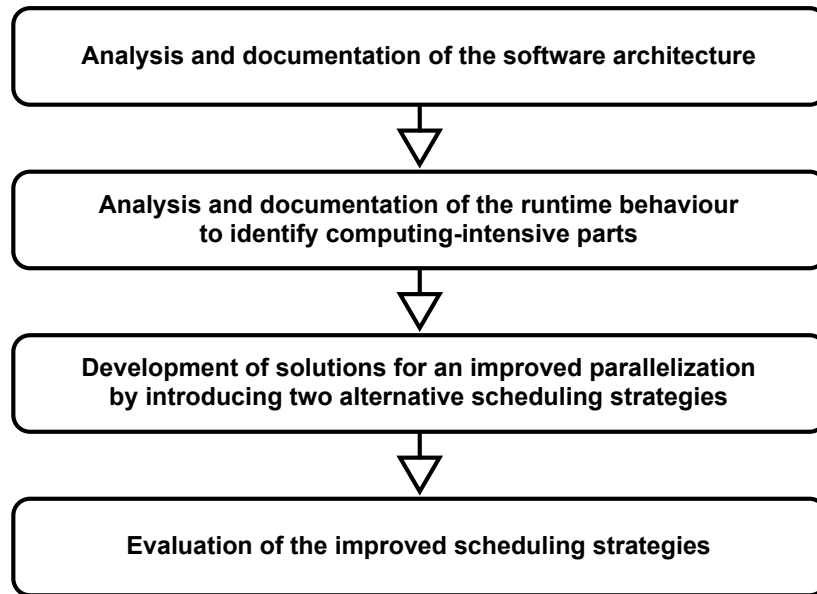 Analysis and documentation of the software architecture
Analysis and documentation of the runtime behaviour
to identify computing-intensive parts
Development of solutions for an improved parallelization
by introducing two alternative scheduling strategies
Evaluation of the improved scheduling strategies